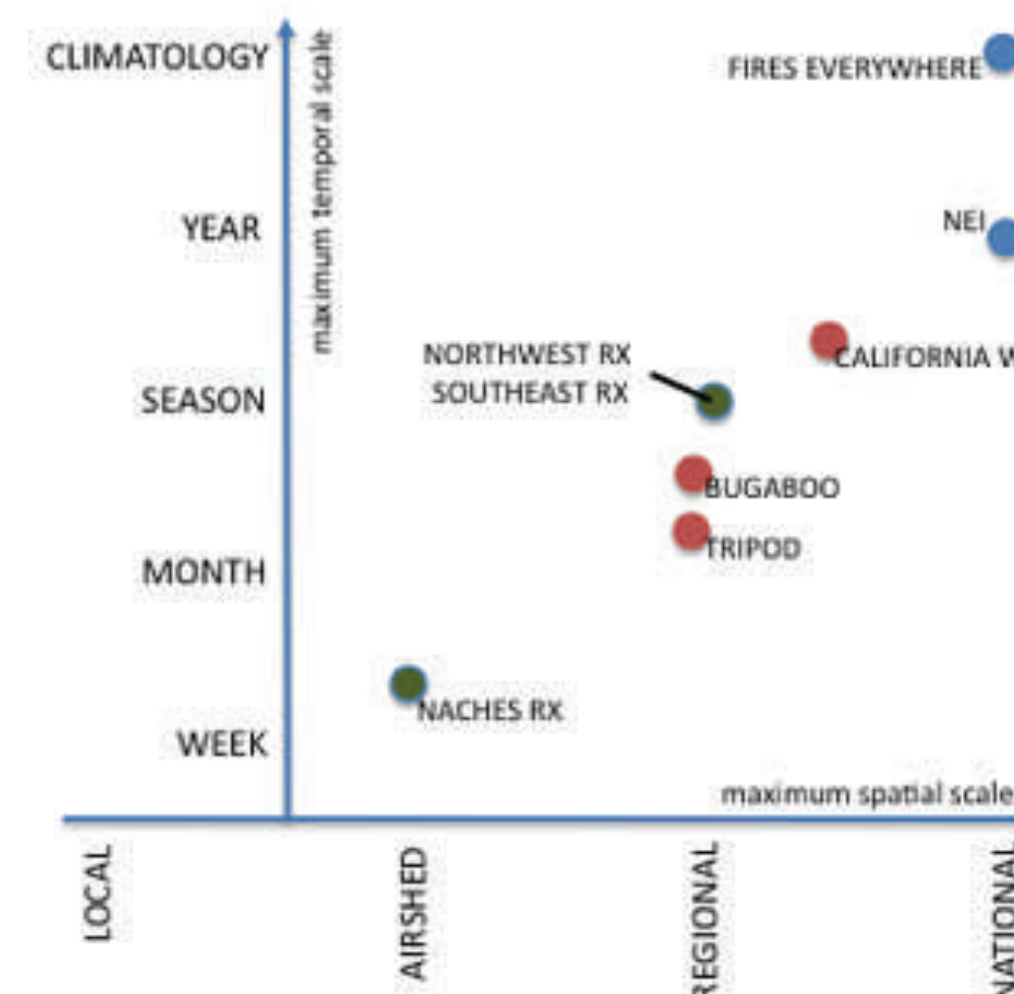 CLIMATOLOGY
maximum temporal scale
FIRES EVERYWHERE
YEAR
NEI
CALIFORNIA W
NORTHWEST RX
SOUTHEAST RX
SEASON
BUGABOO
TRIPOD
MONTH
NACHES RX
WEEK
maximum spatial scale
LOCAL
AIRSHED
REGIONAL
NATIONAL